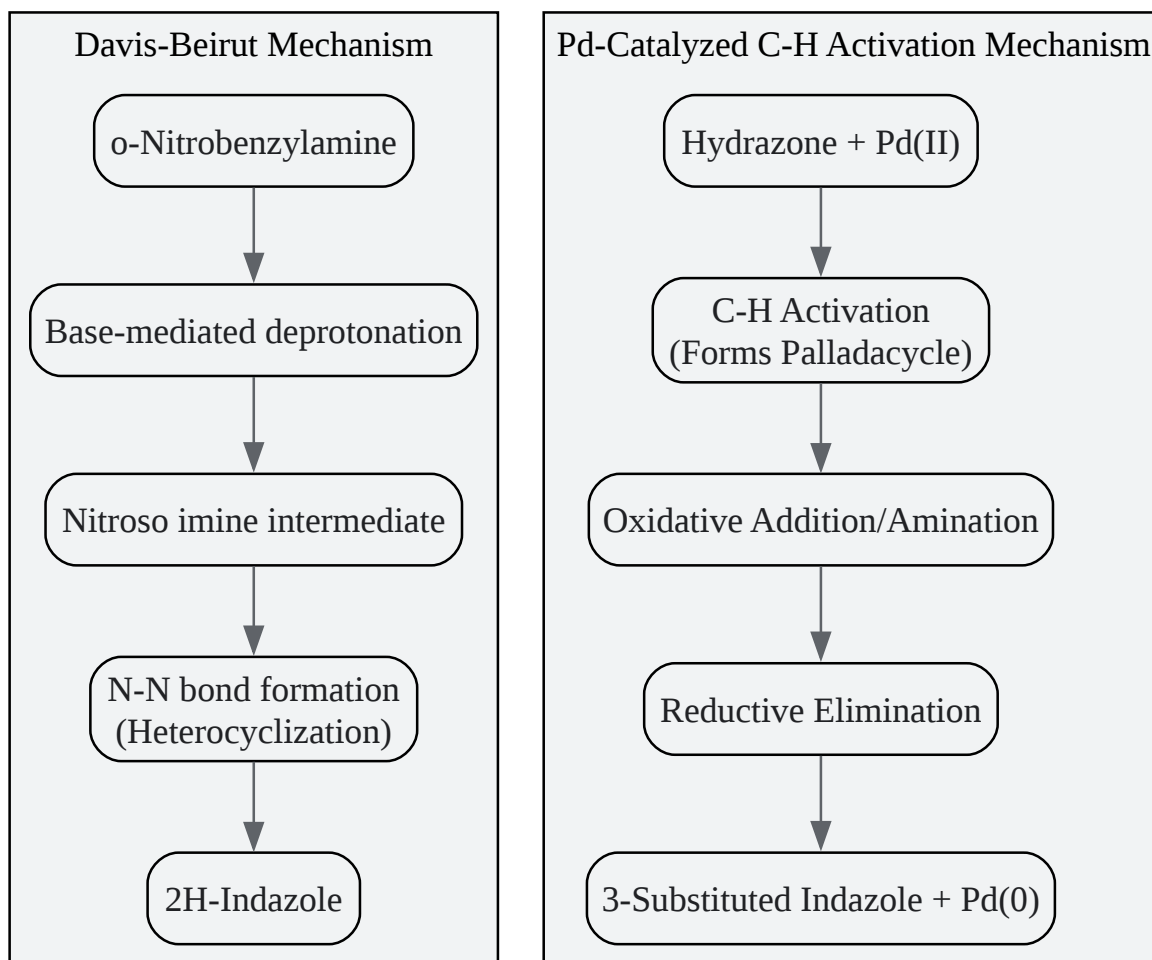 Davis-Beirut Mechanism
o-Nitrobenzylamine
Base-mediated deprotonation
Nitroso imine intermediate
N-N bond formation
(Heterocyclization)
2H-Indazole
Pd-Catalyzed C-H Activation Mechanism
Hydrazone + Pd(II)
C-H Activation
(Forms Palladacycle)
Oxidative Addition/Amination
Reductive Elimination
3-Substituted Indazole + Pd(0)